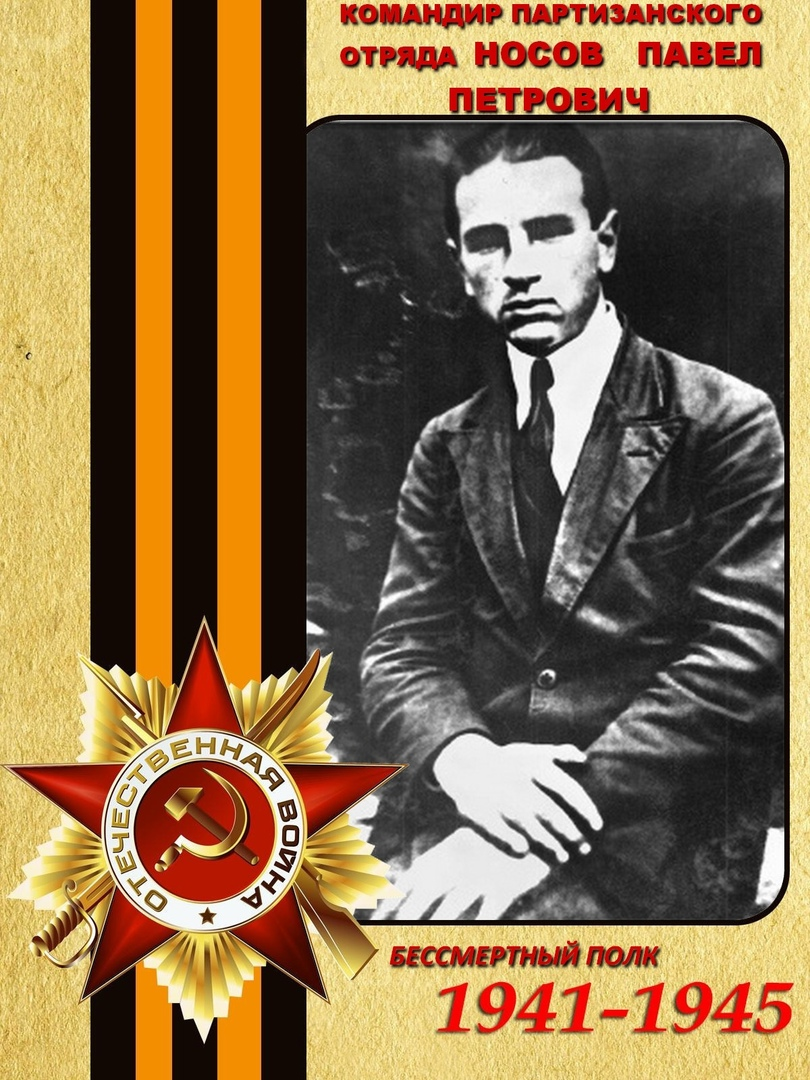 КОМАНДИР ПАРТИЗАНСКОГО
ОТРЯДА НОСОВ ПАВЕЛ
ПЕТРОВИЧ
ОТЕЧЕСТВЕННАЯ ВОЙНА
БЕССМЕРТНЫЙ ПОЛК
1941-1945